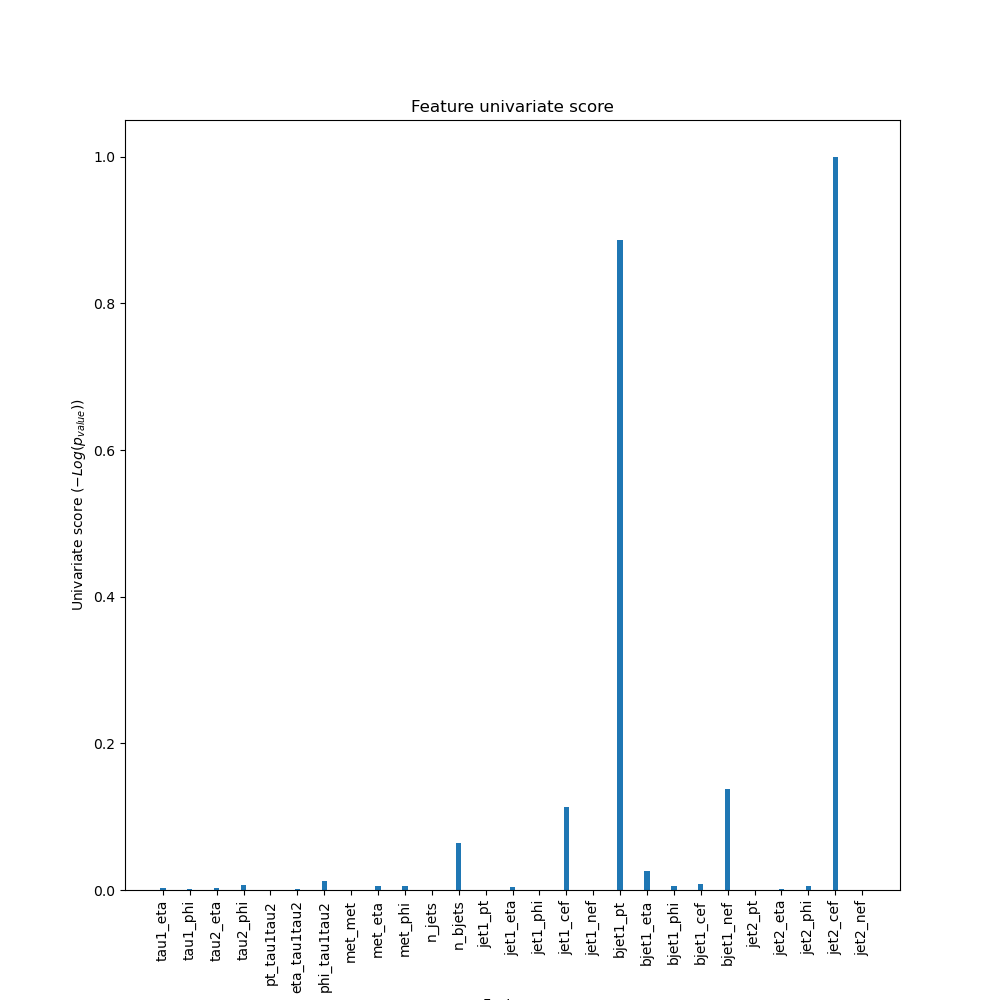 Feature univariate score
Univariate score (−Log(p_value))
1.0
0.8
0.6
0.4
0.2
0.0
tau1_eta
tau1_phi
tau2_eta
tau2_phi
pt_tau1tau2
eta_tau1tau2
phi_tau1tau2
met_met
met_eta
met_phi
n_jets
n_bjets
jet1_pt
jet1_eta
jet1_phi
jet1_cef
jet1_nef
bjet1_pt
bjet1_eta
bjet1_phi
bjet1_cef
bjet1_nef
jet2_pt
jet2_eta
jet2_phi
jet2_cef
jet2_nef